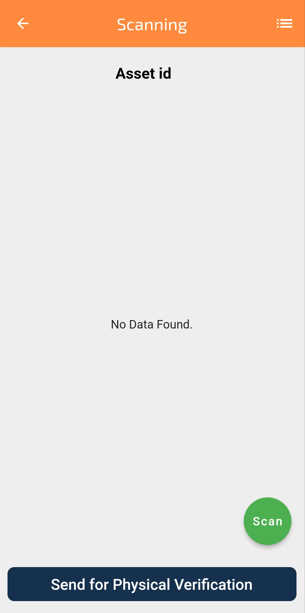 Scanning
Asset id
No Data Found.
Scan
Send for Physical Verification